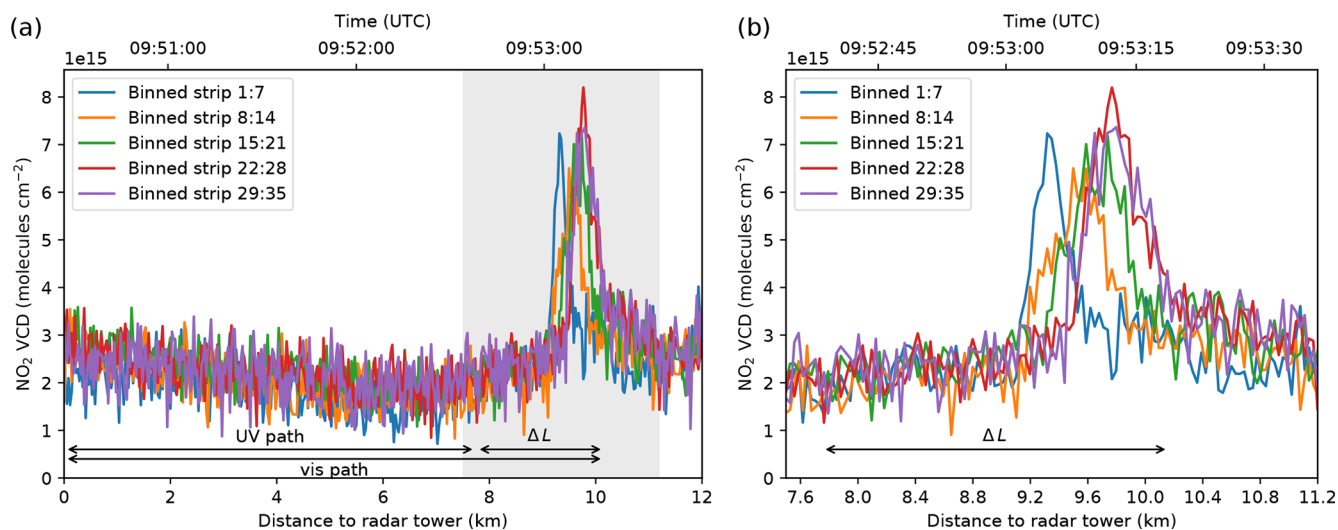 (a)
Time (UTC)
09:51:00 09:52:00 09:53:00
1e15
Binned strip 1:7
Binned strip 8:14
Binned strip 15:21
Binned strip 22:28
Binned strip 29:35
NO₂ VCD (molecules cm⁻²)
8
7
6
5
4
3
2
1
0
UV path
ΔL
vis path
0 2 4 6 8 10 12
Distance to radar tower (km)
(b)
Time (UTC)
09:52:45 09:53:00 09:53:15 09:53:30
1e15
Binned 1:7
Binned 8:14
Binned 15:21
Binned 22:28
Binned 29:35
NO₂ VCD (molecules cm⁻²)
8
7
6
5
4
3
2
1
0
ΔL
7.6 8.0 8.4 8.8 9.2 9.6 10.0 10.4 10.8 11.2
Distance to radar tower (km)